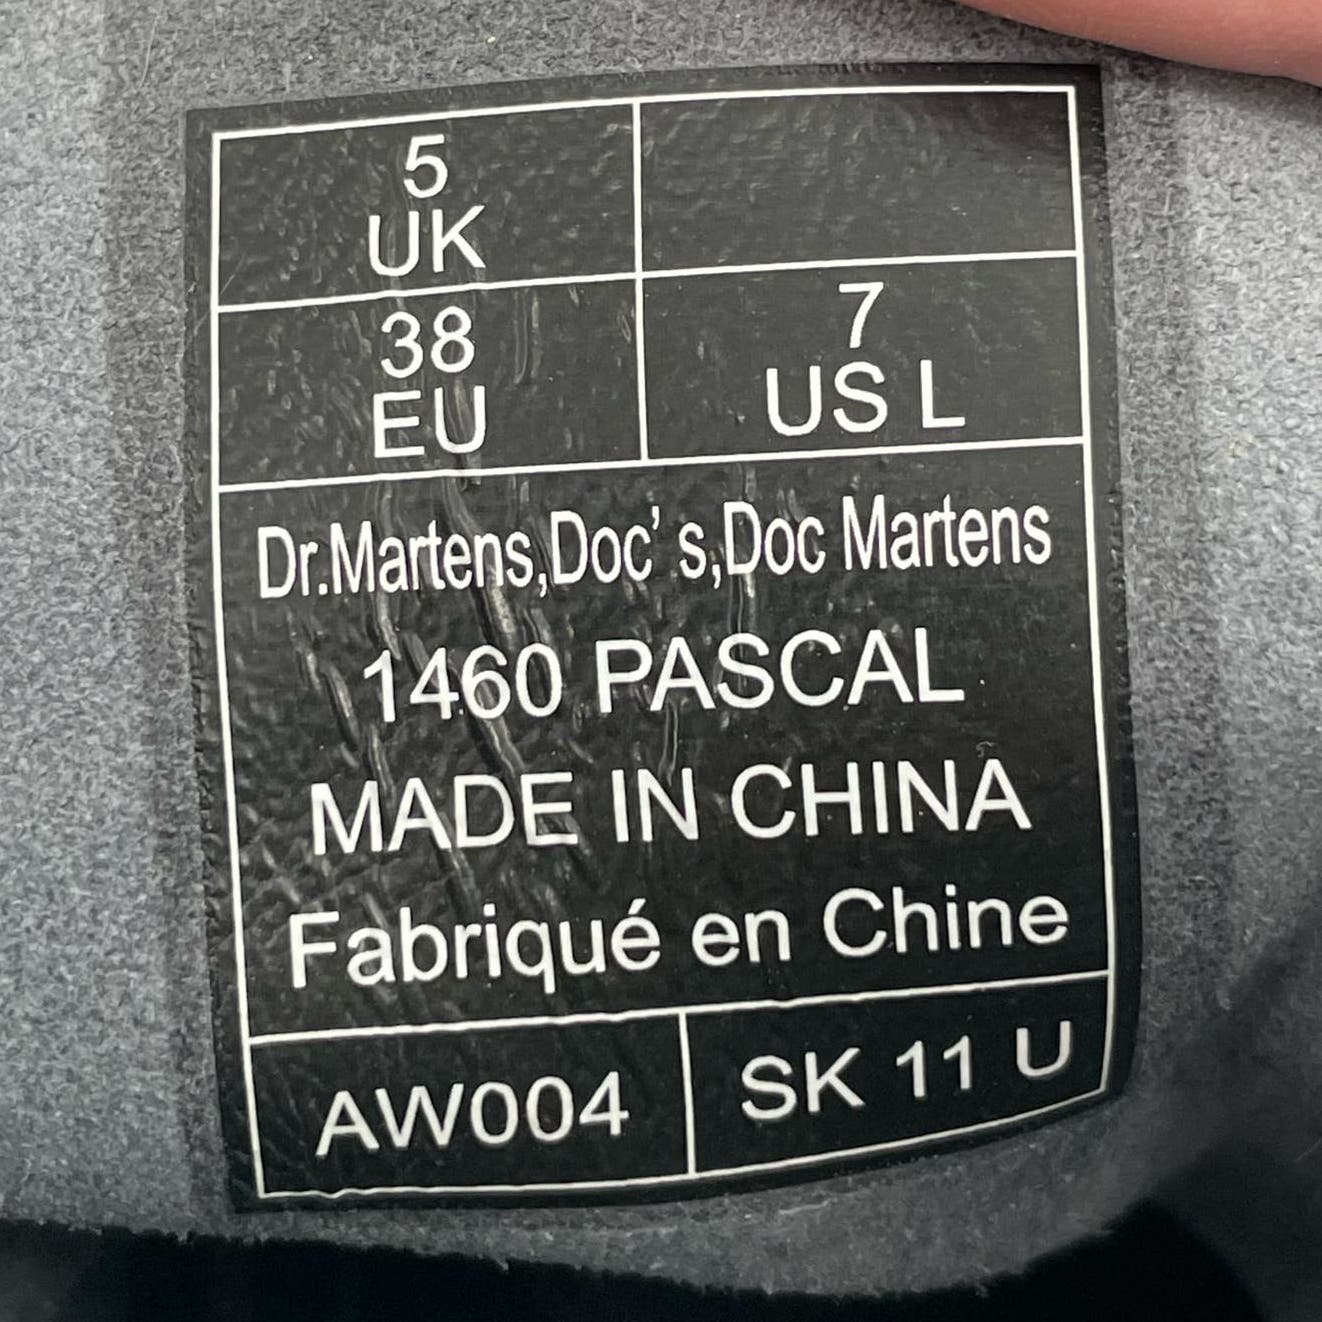 5
UK
38
EU
7
US L
Dr.Martens,Doc's,Doc Martens
1460 PASCAL
MADE IN CHINA
Fabriqué en Chine
AW004
SK 11 U